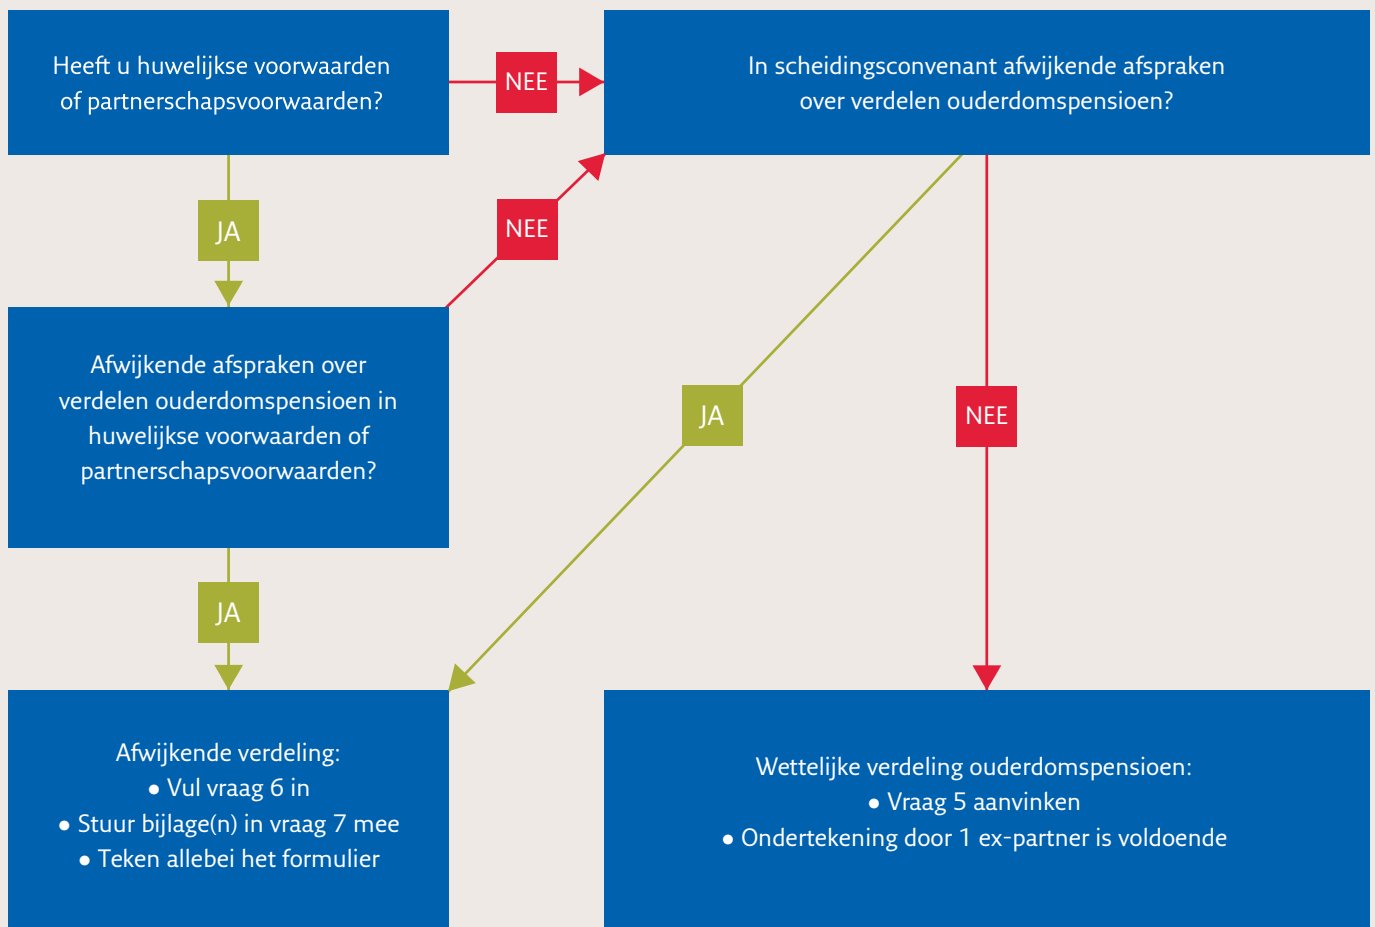 Heeft u huwelijkse voorwaarden
of partnerschapsvoorwaarden?
NEE
In scheidingsconvenant afwijkende afspraken
over verdelen ouderdomspensioen?
JA
NEE
Afwijkende afspraken over
verdelen ouderdomspensioen in
huwelijkse voorwaarden of
partnerschapsvoorwaarden?
JA
NEE
JA
Afwijkende verdeling:
● Vul vraag 6 in
● Stuur bijlage(n) in vraag 7 mee
● Teken allebei het formulier
Wettelijke verdeling ouderdomspensioen:
● Vraag 5 aanvinken
● Ondertekening door 1 ex-partner is voldoende